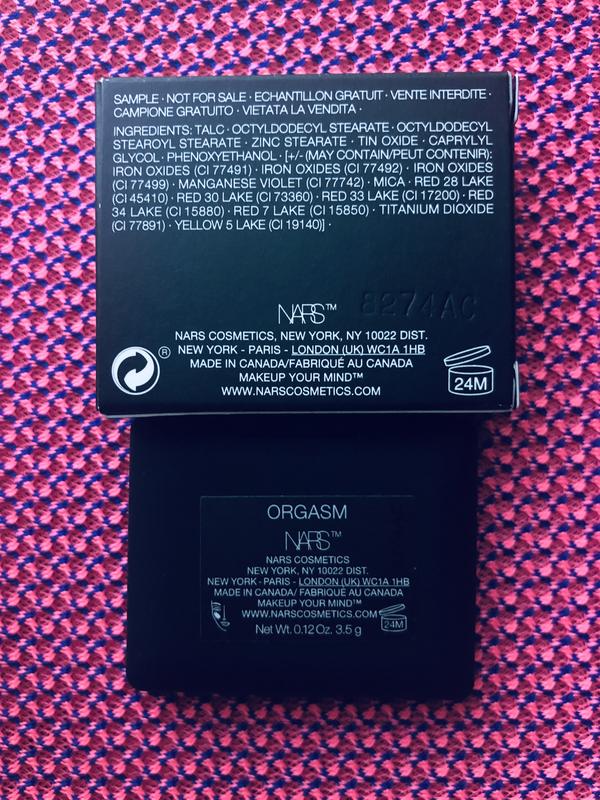 SAMPLE · NOT FOR SALE · ECHANTILLON GRATUIT · VENTE INTERDITE ·
CAMPIONE GRATUITO · VIETATA LA VENDITA ·
INGREDIENTS: TALC · OCTYLDODECYL STEARATE · OCTYLDODECYL
STEAROYL STEARATE · ZINC STEARATE · TIN OXIDE · CAPRYLYL
GLYCOL · PHENOXYETHANOL · [+/- (MAY CONTAIN/PEUT CONTENIR):
IRON OXIDES (CI 77491) · IRON OXIDES (CI 77492) · IRON OXIDES
(CI 77499) · MANGANESE VIOLET (CI 77742) · MICA · RED 28 LAKE
(CI 45410) · RED 30 LAKE (CI 73360) · RED 33 LAKE (CI 17200) · RED
34 LAKE (CI 15880) · RED 7 LAKE (CI 15850) · TITANIUM DIOXIDE
(CI 77891) · YELLOW 5 LAKE (CI 19140)] ·
8274AC
NARS™
NARS COSMETICS, NEW YORK, NY 10022 DIST.
® NEW YORK - PARIS - LONDON (UK) WC1A 1HB
MADE IN CANADA/FABRIQUÉ AU CANADA
MAKEUP YOUR MIND™
WWW.NARSCOSMETICS.COM
24M
ORGASM
NARS™
NARS COSMETICS
NEW YORK, NY 10022 DIST.
NEW YORK - PARIS - LONDON (UK) WC1A 1HB
MADE IN CANADA/ FABRIQUÉ AU CANADA
MAKEUP YOUR MIND™
WWW.NARSCOSMETICS.COM
24M
Net Wt. 0.12 Oz. 3.5 g